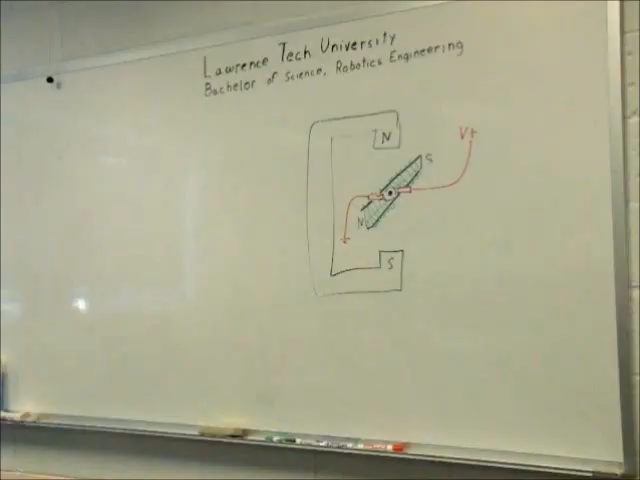 Lawrence Tech University
Bachelor of Science, Robotics Engineering
N
V+
S
N
S